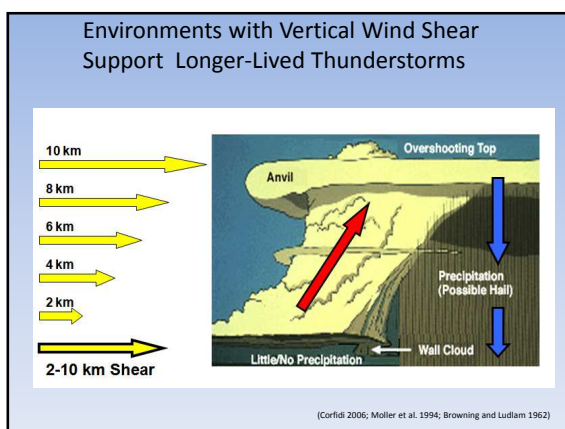 Environments with Vertical Wind Shear
Support Longer-Lived Thunderstorms
10 km
8 km
6 km
4 km
2 km
2-10 km Shear
Overshooting Top
Anvil
Precipitation
(Possible Hail)
Wall Cloud
Little/No Precipitation
(Corfidi 2006; Moller et al. 1994; Browning and Ludlam 1962)